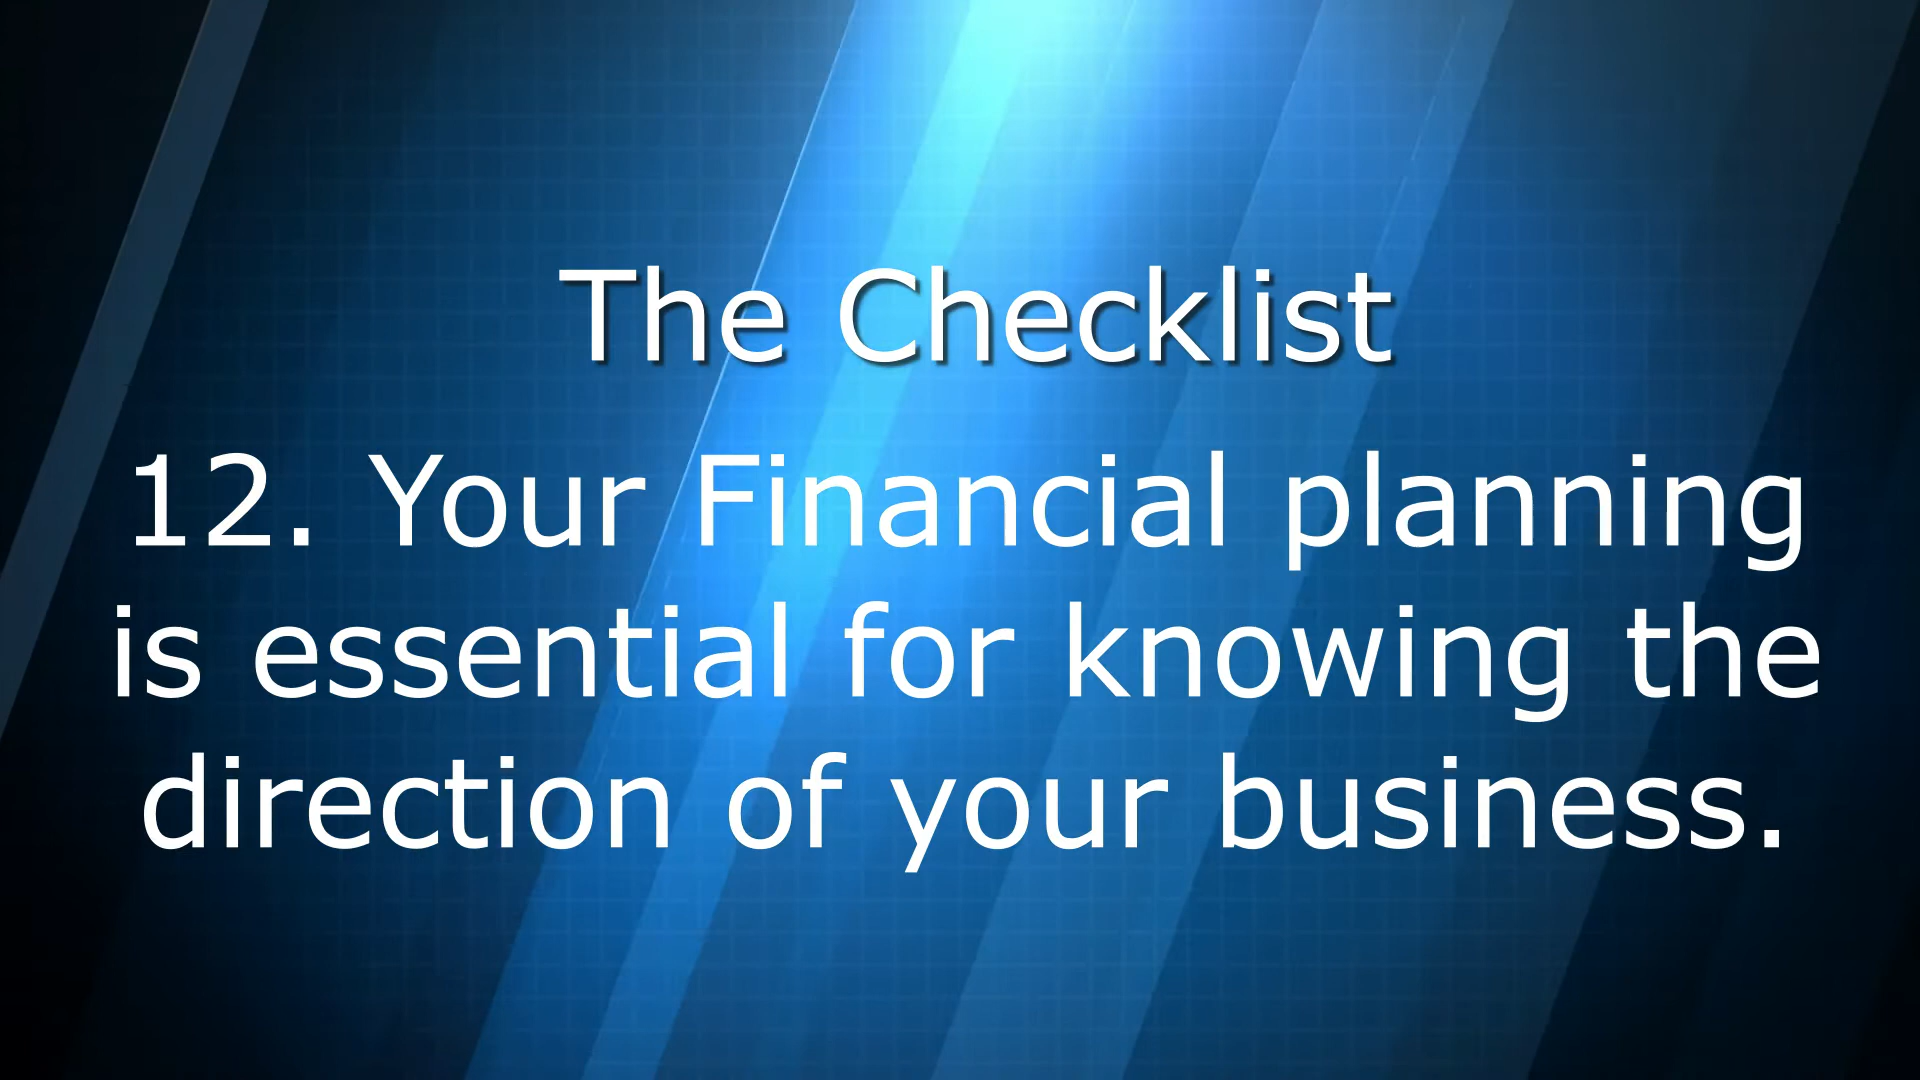 The Checklist
12. Your Financial planning
is essential for knowing the
direction of your business.